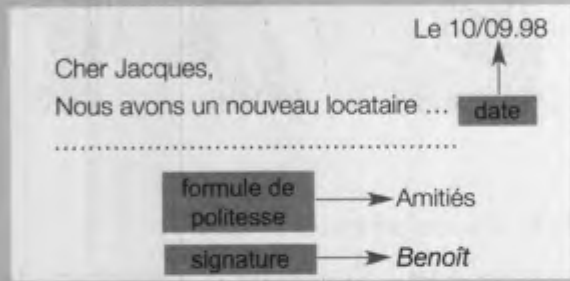 Le 10/09.98
Cher Jacques,
Nous avons un nouveau locataire ... date
......................................................................
formule de
politesse
Amitiés
signature
Benoît